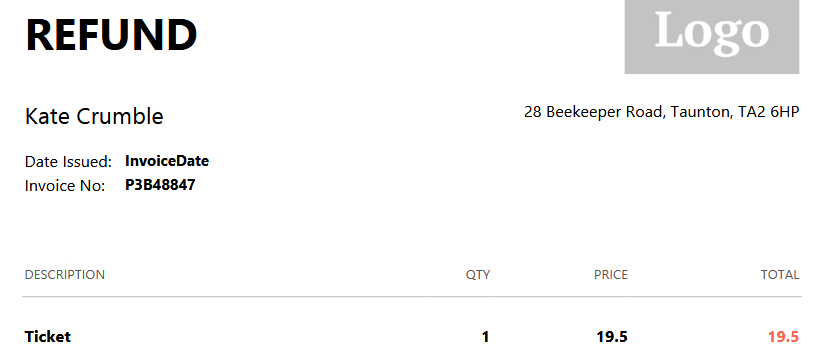 REFUND
Logo
Kate Crumble
28 Beekeeper Road, Taunton, TA2 6HP
Date Issued: InvoiceDate
Invoice No: P3B48847
DESCRIPTION QTY PRICE TOTAL
Ticket 1 19.5 19.5